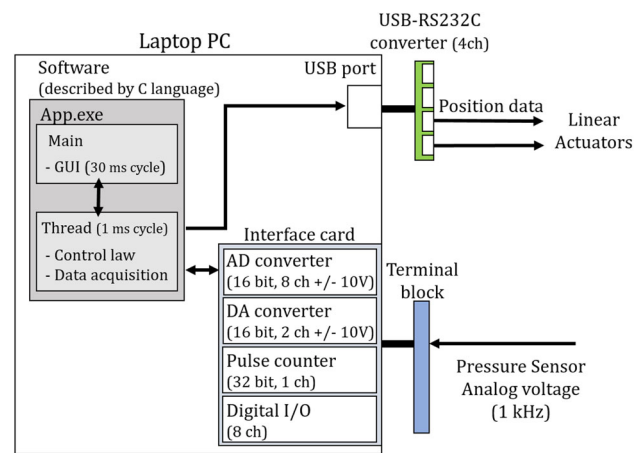 USB-RS232C
converter (4ch)
Laptop PC
Software
(described by C language)
USB port
App.exe
Main
- GUI (30 ms cycle)
Position data
Linear
Actuators
Thread (1 ms cycle)
- Control law
- Data acquisition
Interface card
AD converter
(16 bit, 8 ch +/- 10V)
DA converter
(16 bit, 2 ch +/- 10V)
Pulse counter
(32 bit, 1 ch)
Digital I/O
(8 ch)
Terminal
block
Pressure Sensor
Analog voltage
(1 kHz)